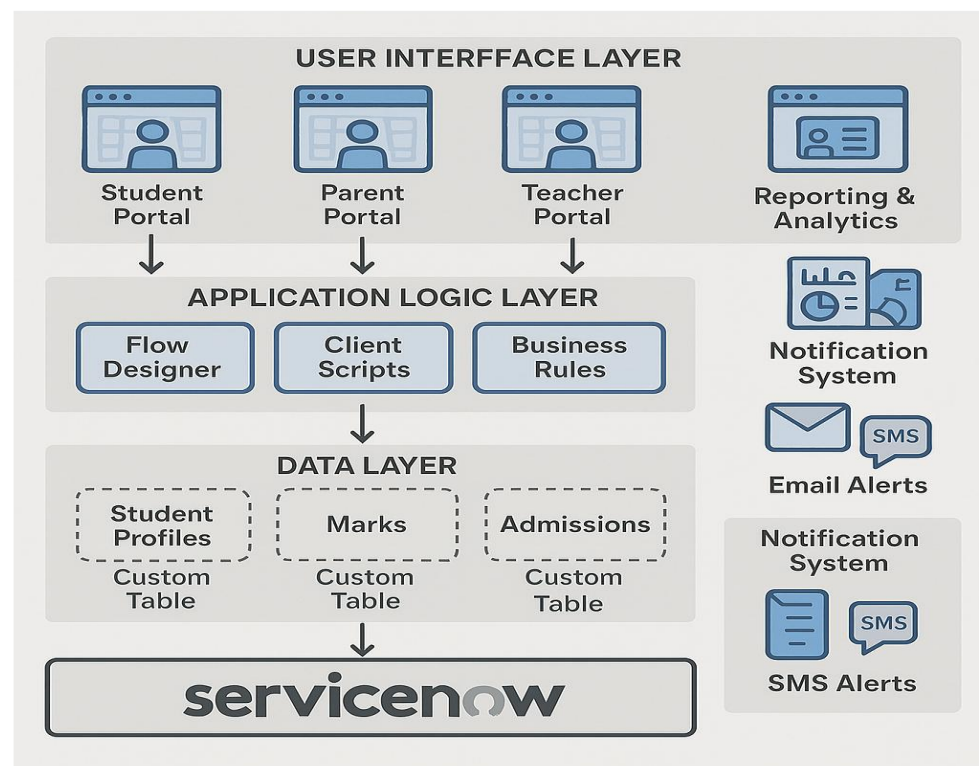 USER INTERFFACE LAYER
Student
Portal
Parent
Portal
Teacher
Portal
Reporting &
Analytics
APPLICATION LOGIC LAYER
Flow
Designer
Client
Scripts
Business
Rules
Notification
System
SMS
Email Alerts
DATA LAYER
Student
Profiles
Marks
Admissions
Custom
Table
Custom
Table
Custom
Table
Notification
System
SMS
SMS Alerts
servicenow